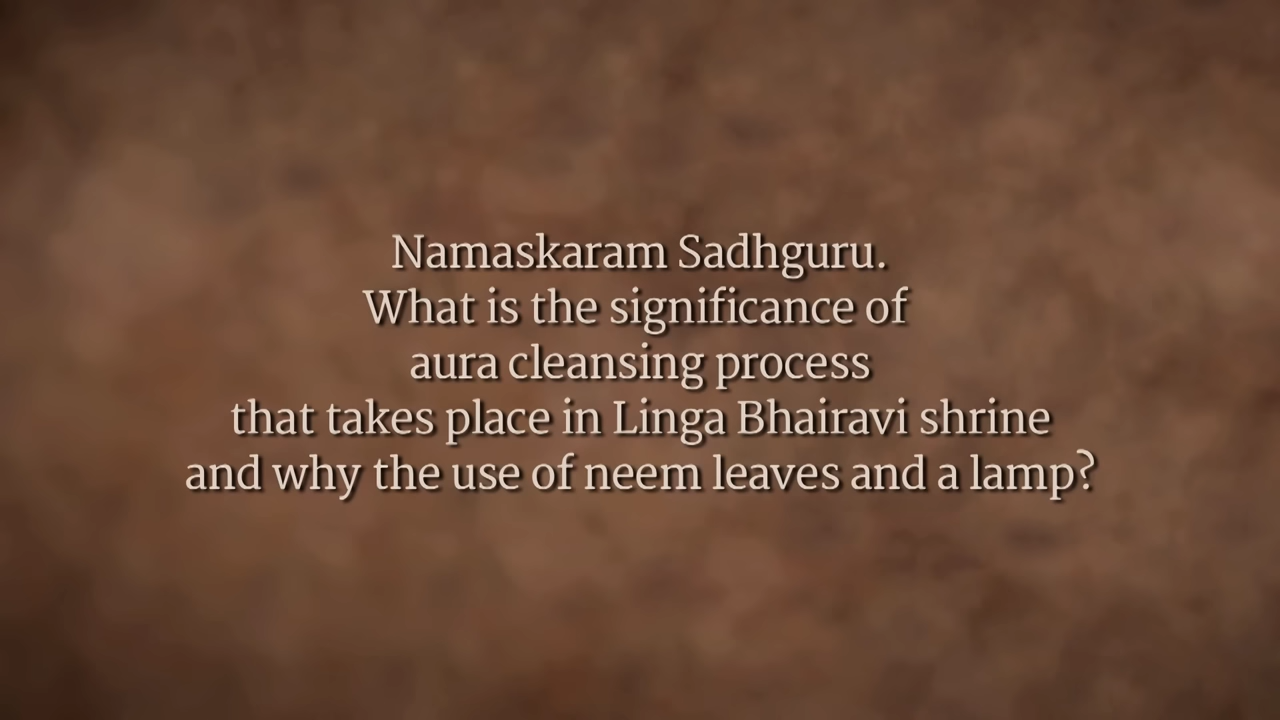 Namaskaram Sadhguru.
What is the significance of
aura cleansing process
that takes place in Linga Bhairavi shrine
and why the use of neem leaves and a lamp?